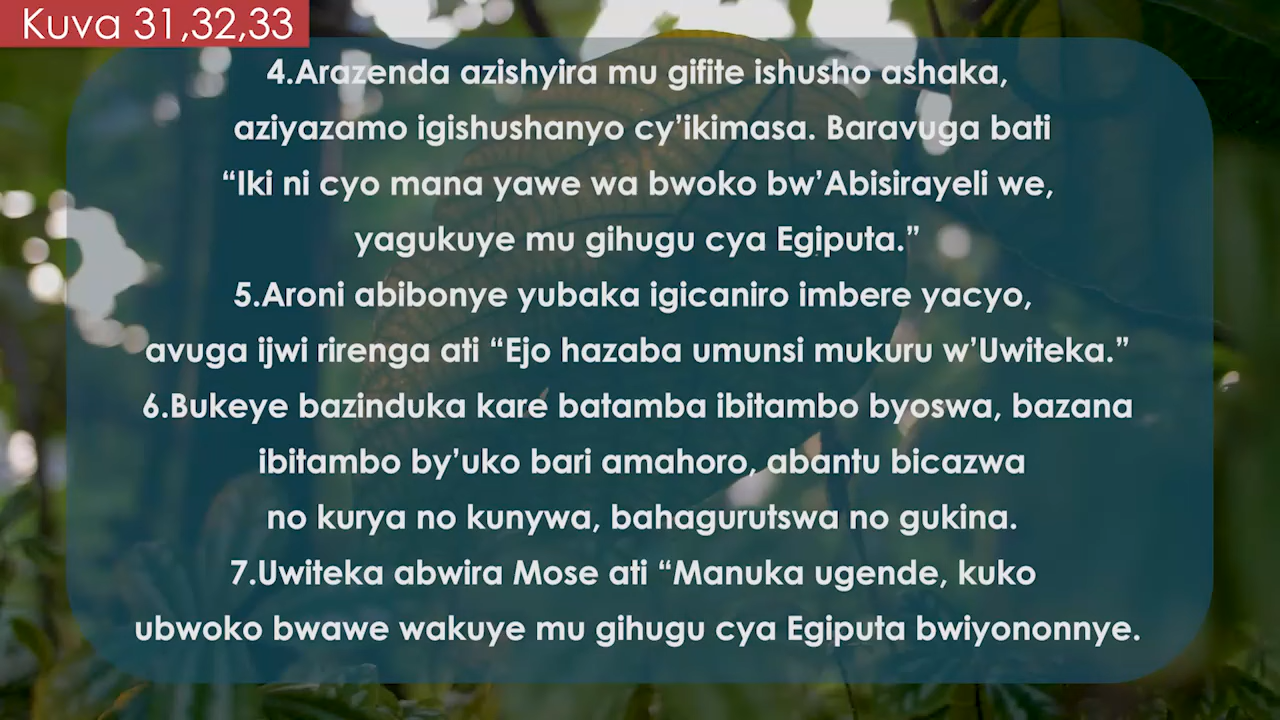 Kuva 31,32,33
4.Arazenda azishyira mu gifite ishusho ashaka,
aziyazamo igishushanyo cy’ikimasa. Baravuga bati
“Iki ni cyo mana yawe wa bwoko bw’Abisirayeli we,
yagukuye mu gihugu cya Egiputa.”
5.Aroni abibonye yubaka igicaniro imbere yacyo,
avuga ijwi rirenga ati “Ejo hazaba umunsi mukuru w’Uwiteka.”
6.Bukeye bazinduka kare batamba ibitambo byoswa, bazana
ibitambo by’uko bari amahoro, abantu bicazwa
no kurya no kunywa, bahagurutswa no gukina.
7.Uwiteka abwira Mose ati “Manuka ugende, kuko
ubwoko bwawe wakuye mu gihugu cya Egiputa bwiyononnye.